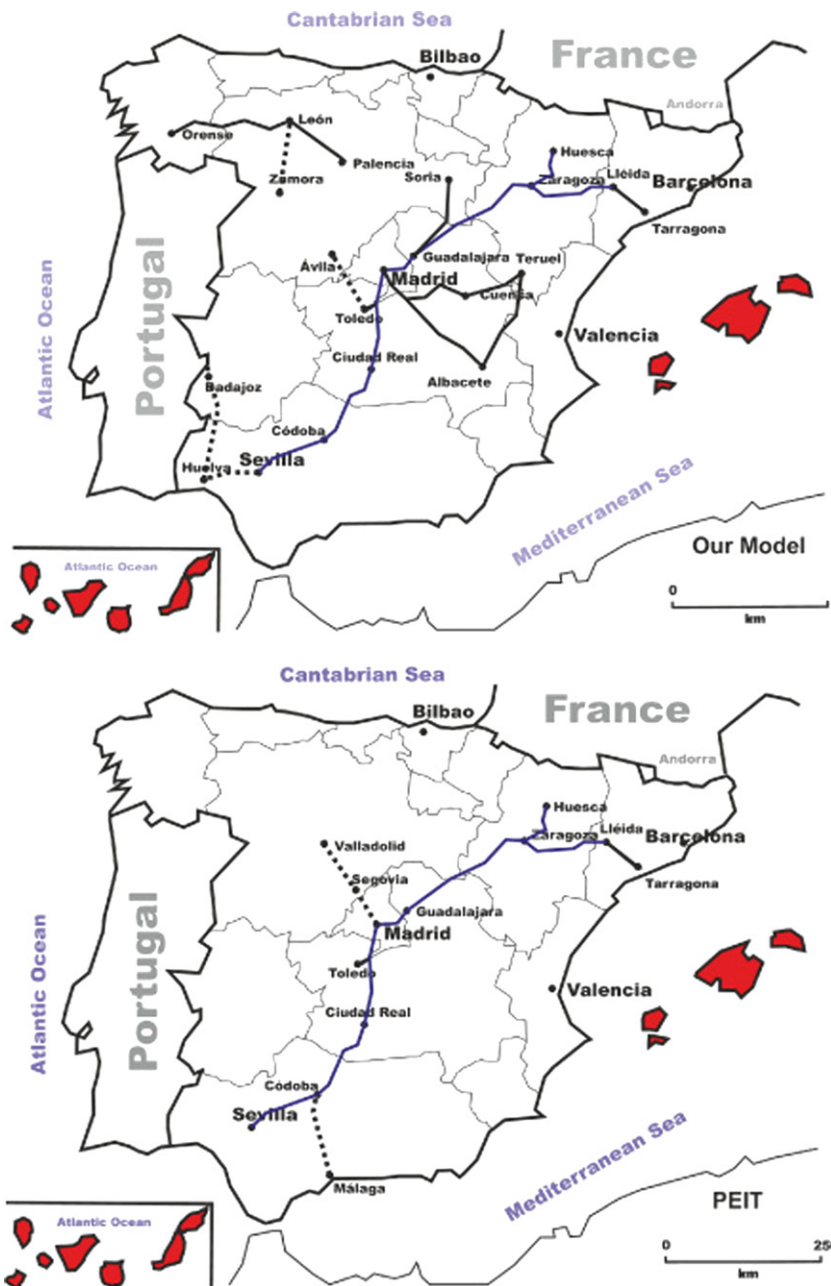 Cantabrian Sea
Bilbao
France
Andorra
León
Orense
Palencia
Zamora
Soria
Huesca
Zaragoza
Lléida
Barcelona
Tarragona
Ávila
Guadalajara
Madrid
Teruel
Cuenca
Toledo
Portugal
Atlantic Ocean
Valencia
Ciudad Real
Albacete
Badajoz
Códoba
Sevilla
Huelva
Mediterranean Sea
Our Model
Atlantic Ocean
0
km
Cantabrian Sea
Bilbao
France
Andorra
Huesca
Zaragoza
Lléida
Barcelona
Valladolid
Tarragona
Segovia
Guadalajara
Madrid
Toledo
Portugal
Atlantic Ocean
Valencia
Ciudad Real
Códoba
Sevilla
Málaga
Mediterranean Sea
PEIT
Atlantic Ocean
0
25
km